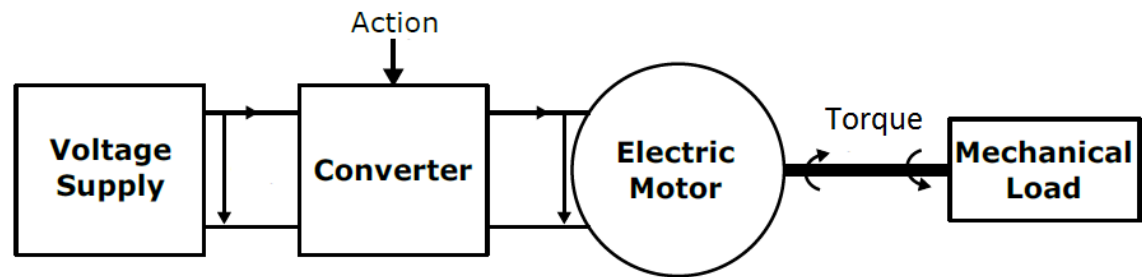 Action
Voltage
Supply
Converter
Electric
Motor
Torque
Mechanical
Load